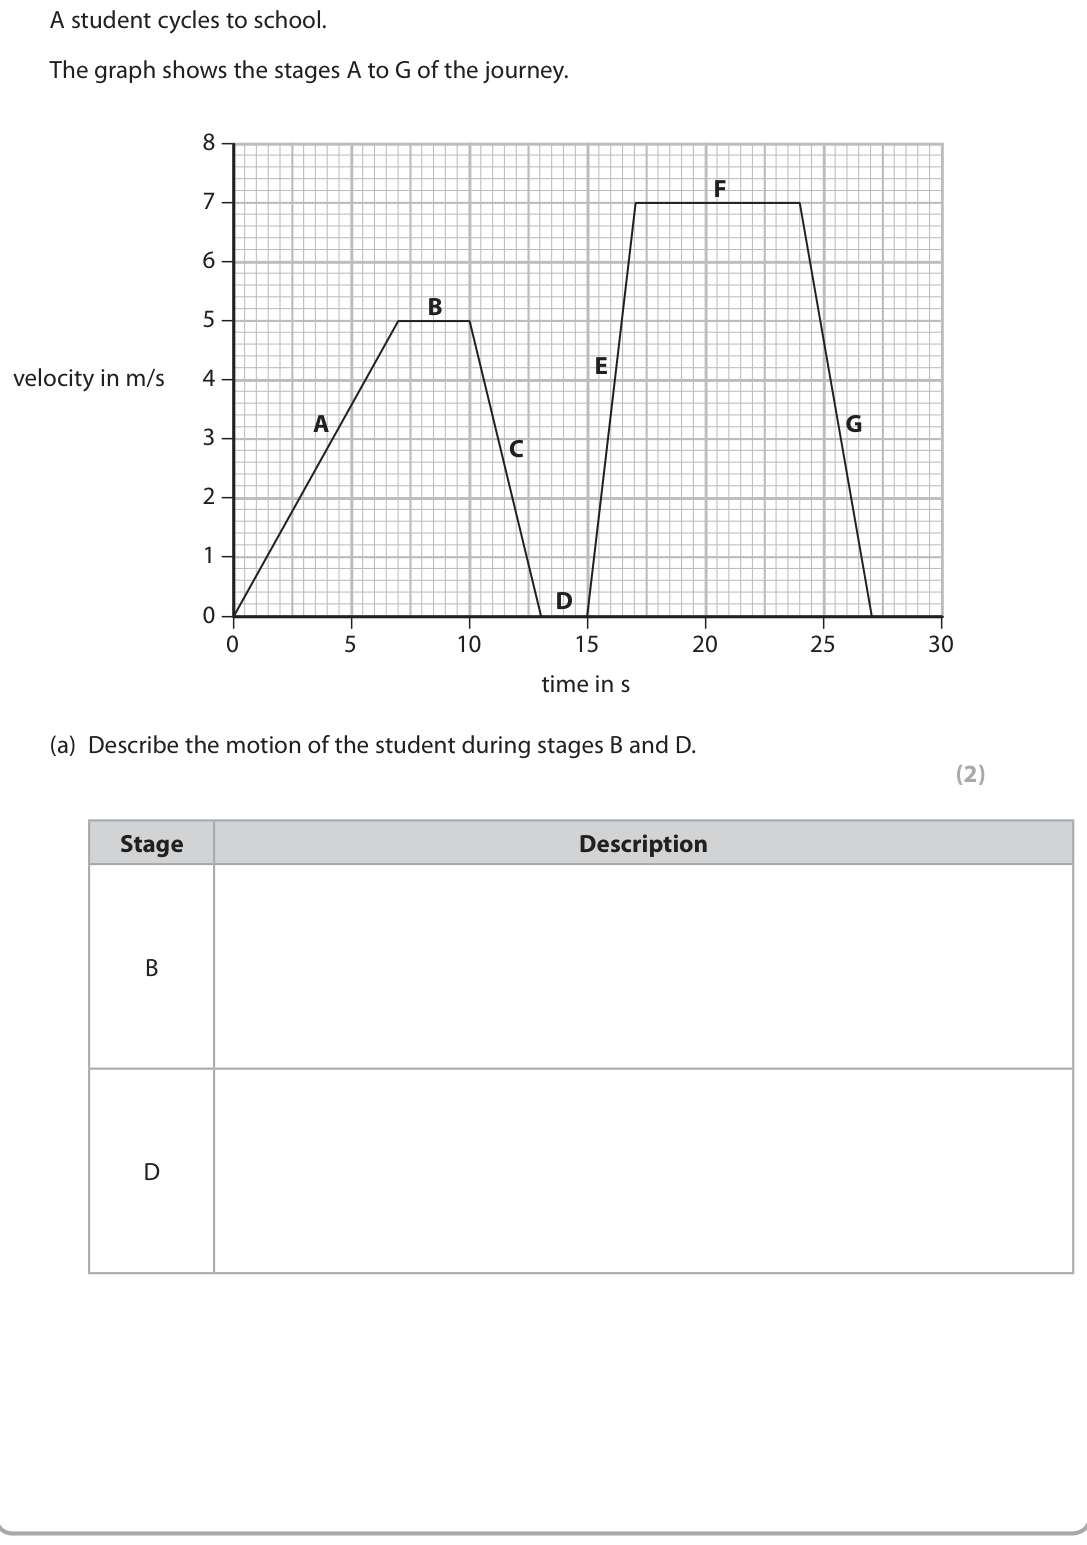 A student cycles to school.
The graph shows the stages A to G of the journey.
8
7
6
5
4
3
2
1
0
velocity in m/s
A
B
C
D
E
F
G
0 5 10 15 20 25 30
time in s
(a) Describe the motion of the student during stages B and D.
(2)
Stage Description
B
D